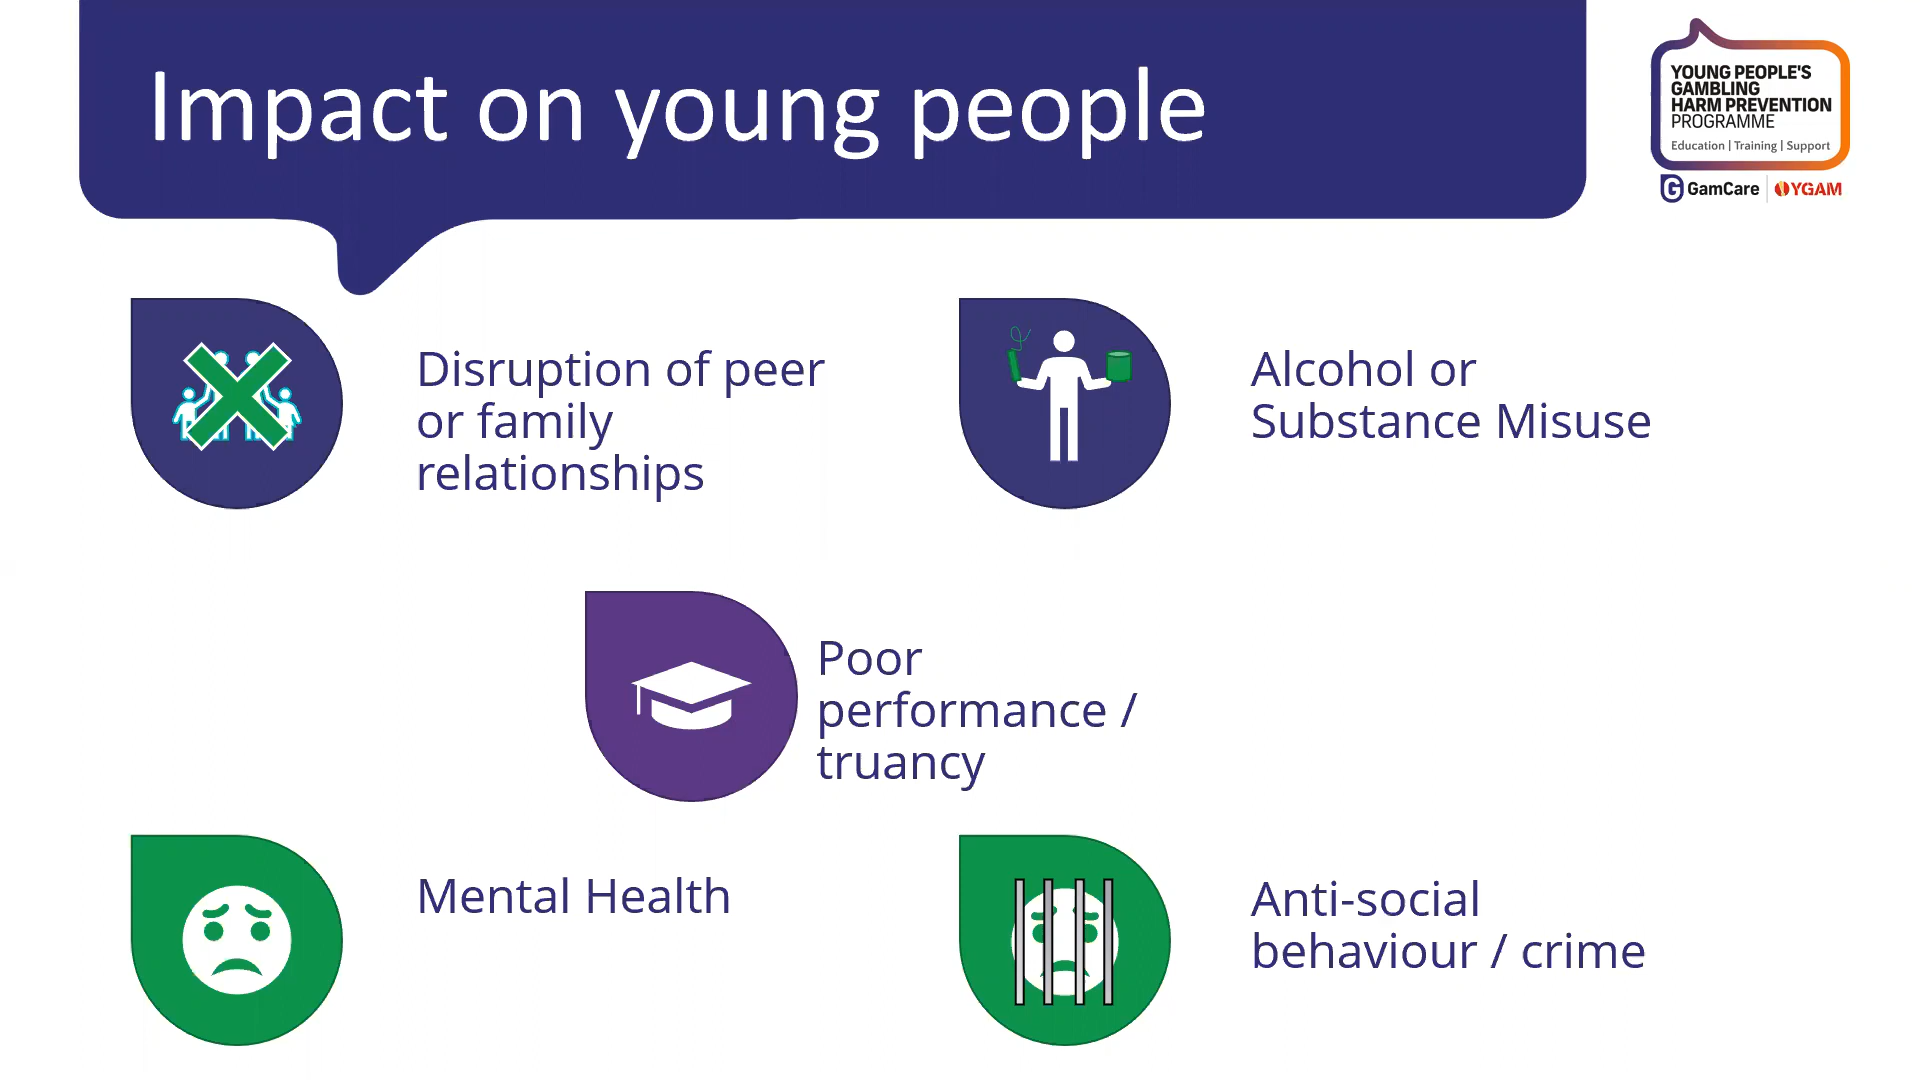 Impact on young people
YOUNG PEOPLE'S
GAMBLING
HARM PREVENTION
PROGRAMME
Education | Training | Support
GamCare | YGAM
Disruption of peer
or family
relationships
Alcohol or
Substance Misuse
Poor
performance /
truancy
Mental Health
Anti-social
behaviour / crime